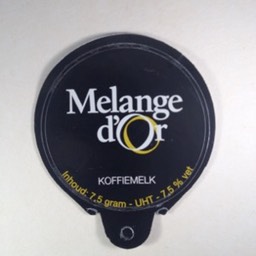 Melange
d'Or
KOFFIEMELK
Inhoud: 7,5 gram - UHT - 7,5 % vet